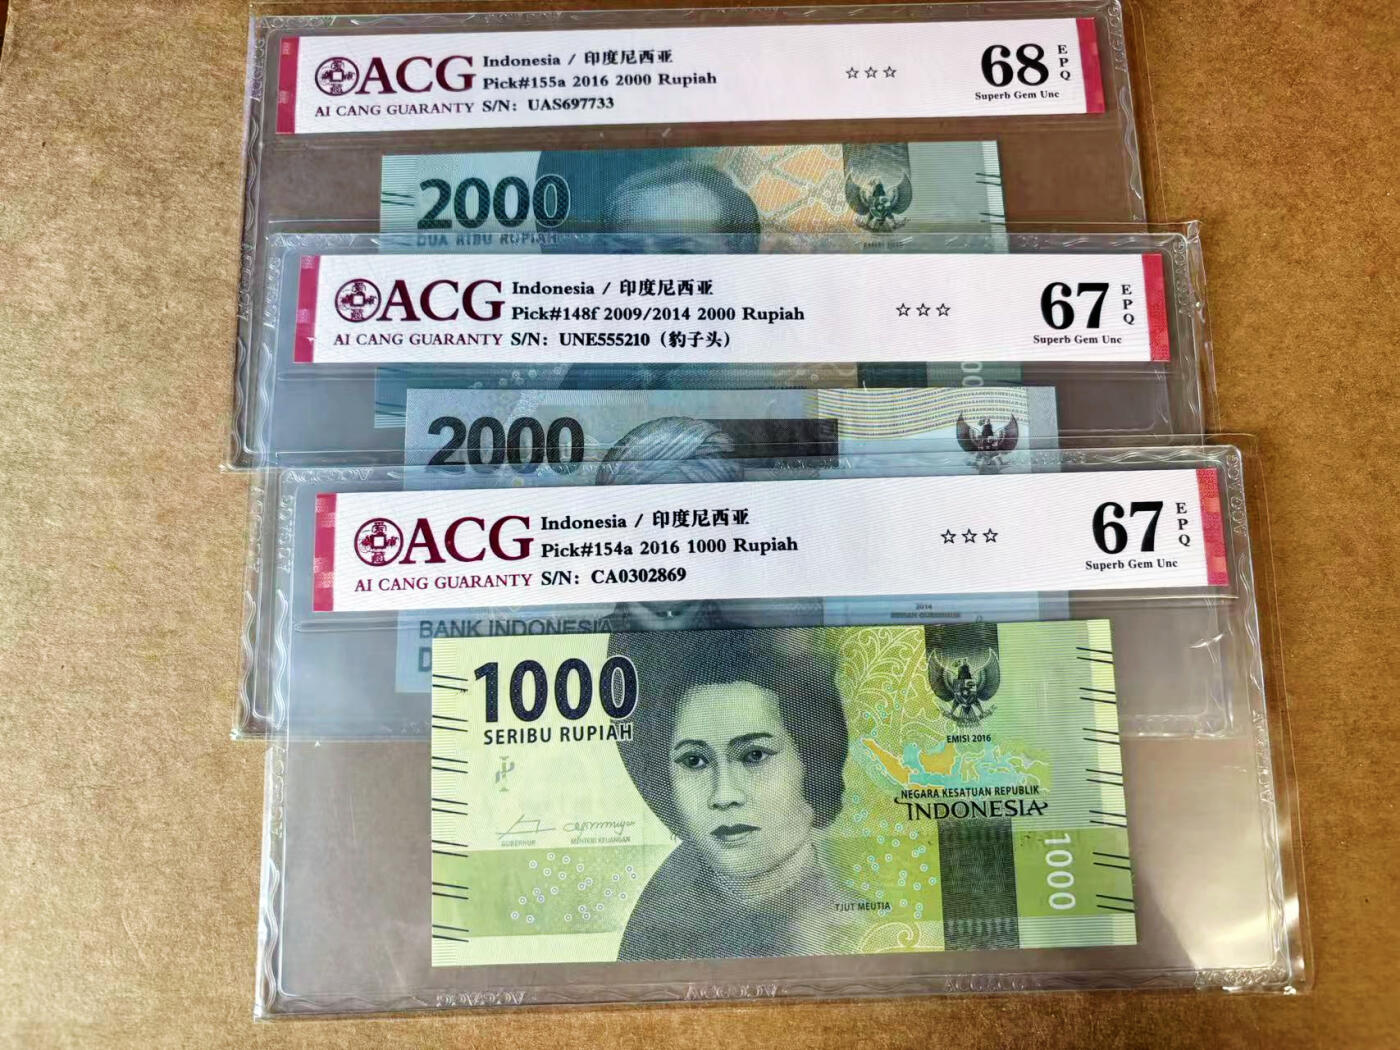 ACG
AI CANG GUARANTY
Indonesia / 印度尼西亚
Pick#155a 2016 2000 Rupiah
S/N: UAS697733
☆☆☆
68
EPQ
Superb Gem Unc
2000
DUA RIBU RUPIAH
ACG
AI CANG GUARANTY
Indonesia / 印度尼西亚
Pick#148f 2009/2014 2000 Rupiah
S/N: UNE555210 (豹子头)
☆☆☆
67
EPQ
Superb Gem Unc
2000
ACG
AI CANG GUARANTY
Indonesia / 印度尼西亚
Pick#154a 2016 1000 Rupiah
S/N: CA0302869
☆☆☆
67
EPQ
Superb Gem Unc
2014
BANK INDONESIA
1000
SERIBU RUPIAH
EMISI 2016
NEGARA KESATUAN REPUBLIK
INDONESIA
GUBERNUR
MENTERI KEUANGAN
TJUT MEUTIA
1000